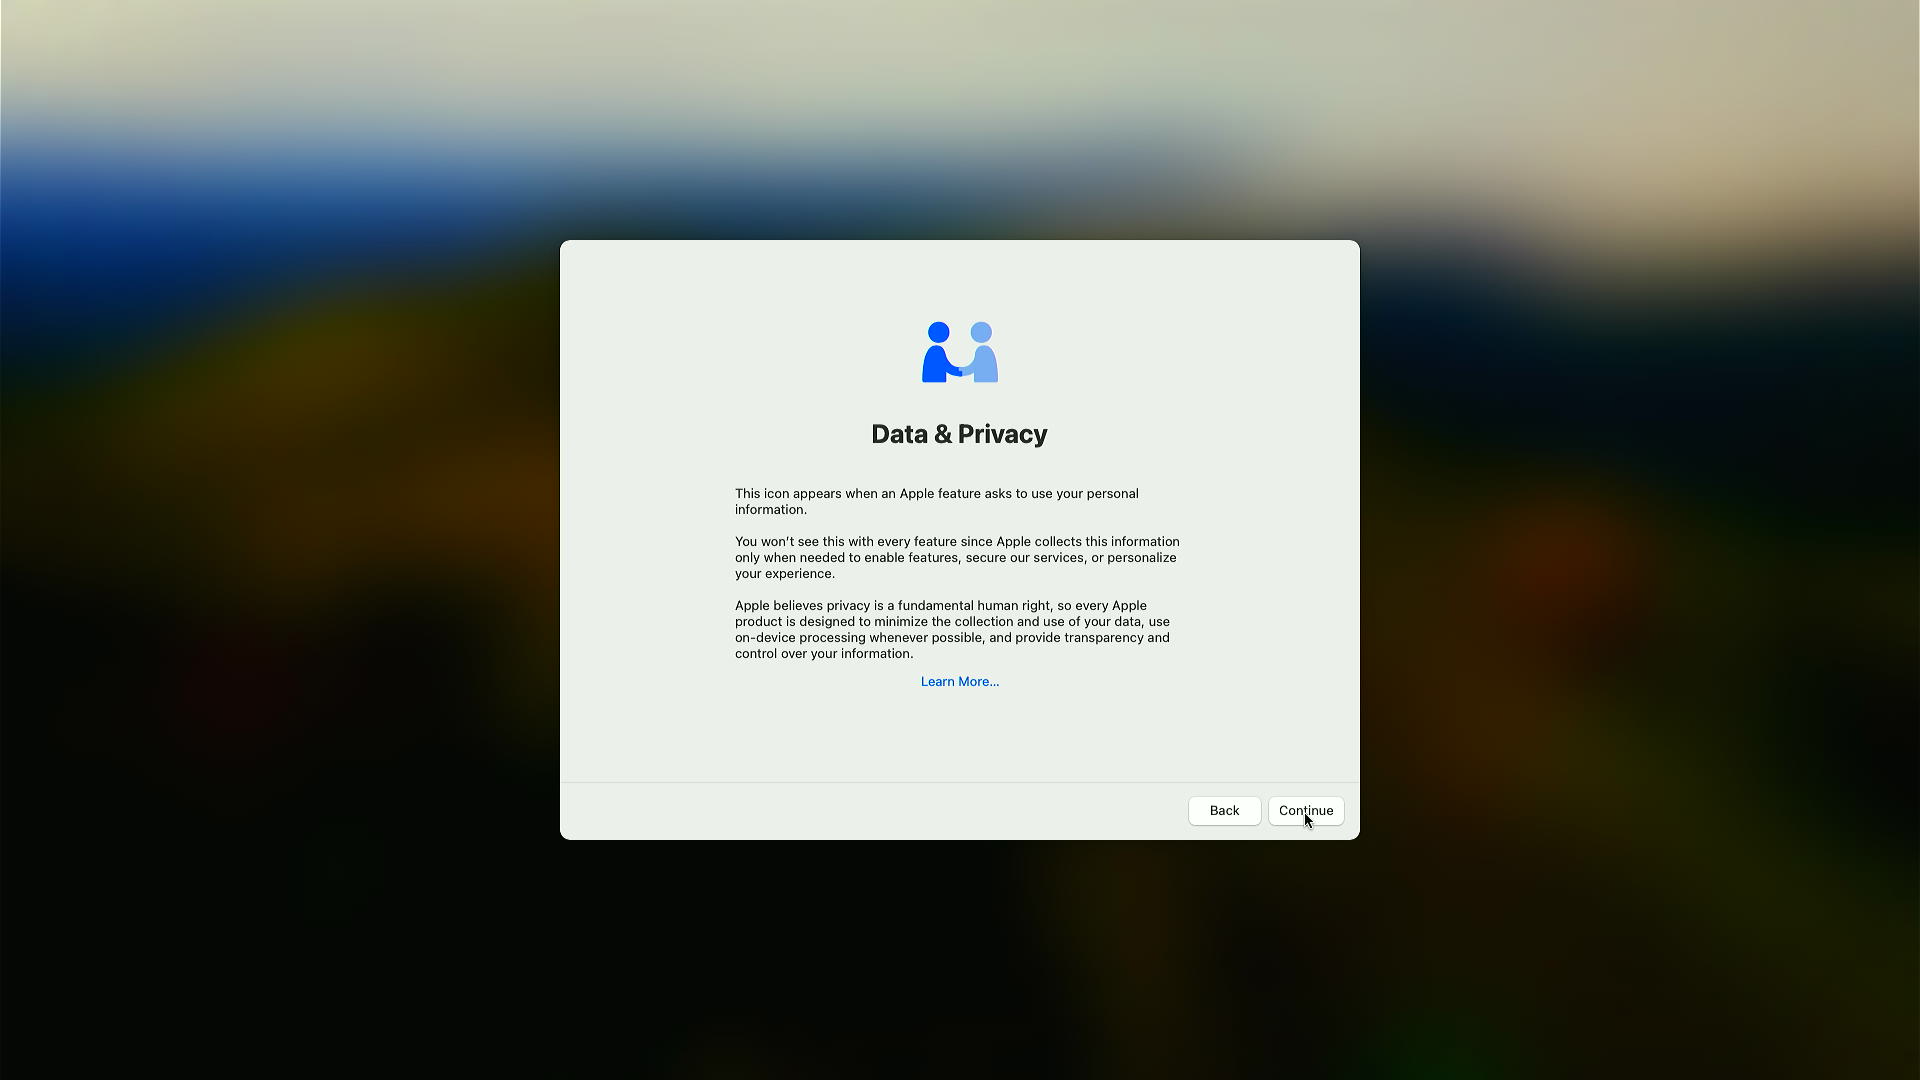 Data & Privacy
This icon appears when an Apple feature asks to use your personal
information.
You won’t see this with every feature since Apple collects this information
only when needed to enable features, secure our services, or personalize
your experience.
Apple believes privacy is a fundamental human right, so every Apple
product is designed to minimize the collection and use of your data, use
on-device processing whenever possible, and provide transparency and
control over your information.
Learn More...
Back
Continue